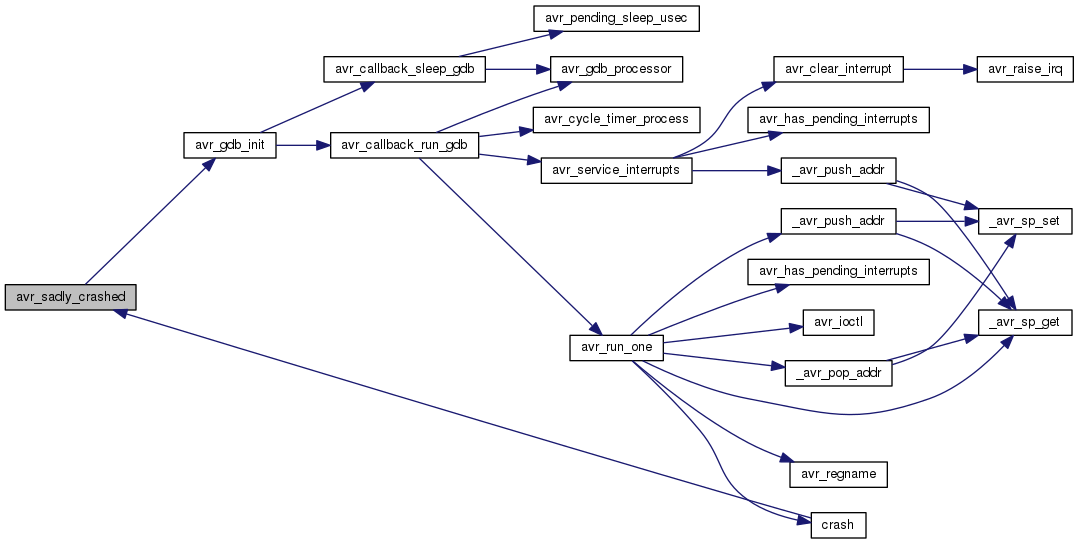 avr_pending_sleep_usec
avr_callback_sleep_gdb
avr_gdb_processor
avr_clear_interrupt
avr_raise_irq
avr_cycle_timer_process
avr_has_pending_interrupts
avr_gdb_init
avr_callback_run_gdb
avr_service_interrupts
_avr_push_addr
_avr_push_addr
_avr_sp_set
avr_has_pending_interrupts
avr_sadly_crashed
avr_ioctl
_avr_sp_get
avr_run_one
_avr_pop_addr
avr_regname
crash